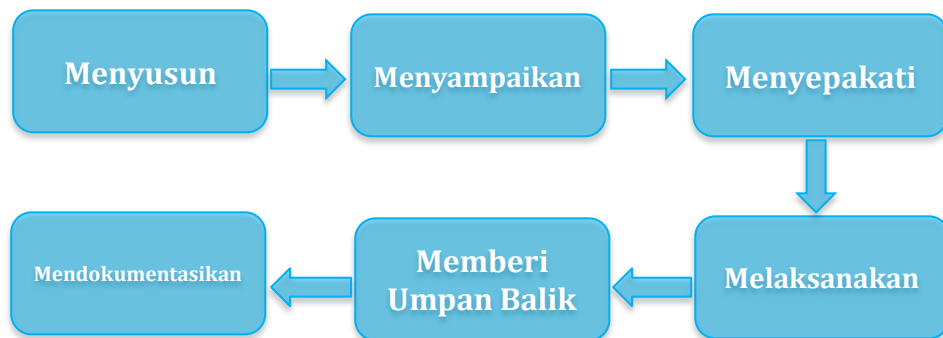 Menyusun
Menyampaikan
Menyepakati
Melaksanakan
Memberi
Umpan Balik
Mendokumentasikan